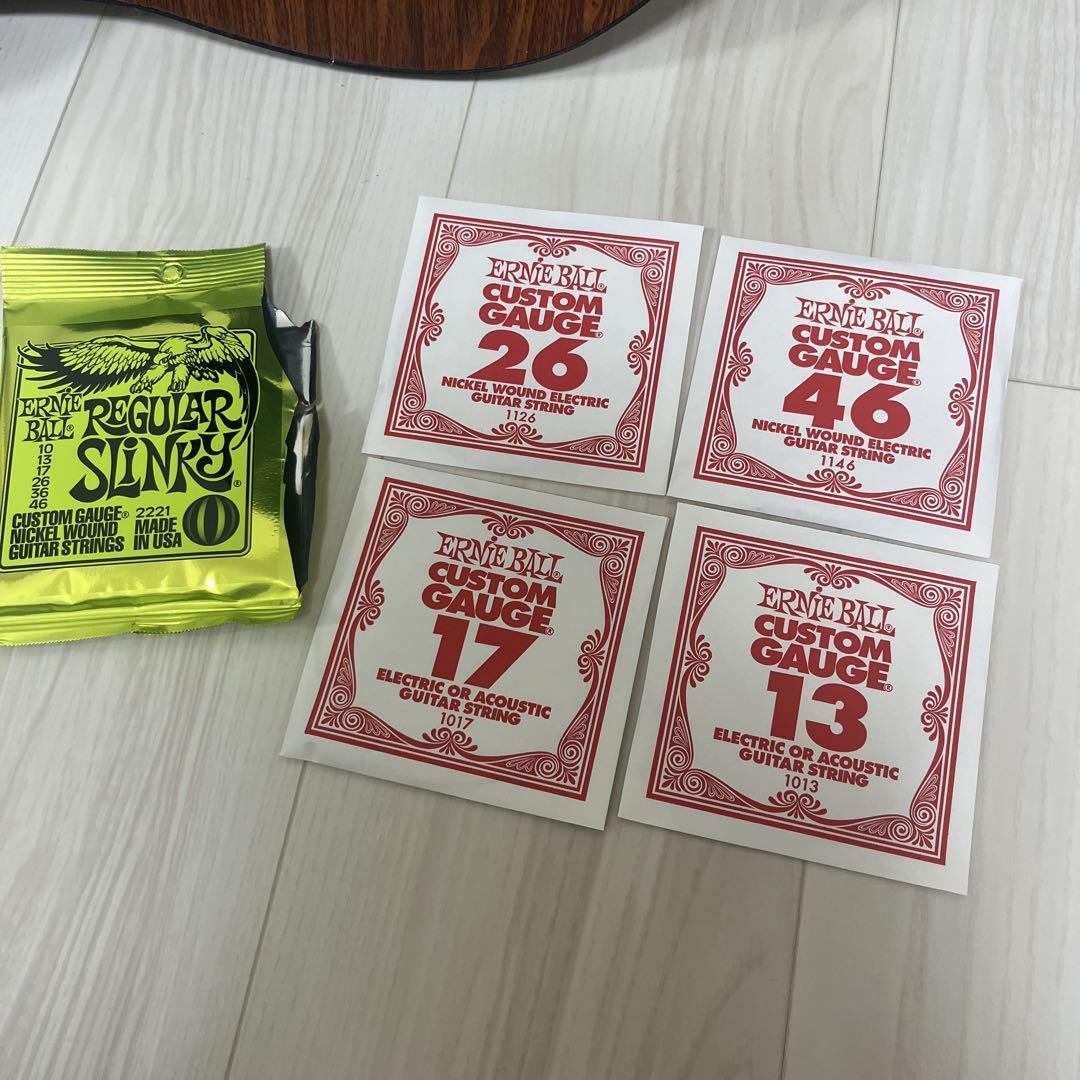 ERNIE
BALL®
REGULAR
SLINKY®
10
13
17
26
36
46
CUSTOM GAUGE®
NICKEL WOUND
GUITAR STRINGS
2221
MADE
IN USA
ERNIE BALL®
CUSTOM
GAUGE®
26
NICKEL WOUND ELECTRIC
GUITAR STRING
1126
ERNIE BALL®
CUSTOM
GAUGE®
46
NICKEL WOUND ELECTRIC
GUITAR STRING
1146
ERNIE BALL®
CUSTOM
GAUGE®
17
ELECTRIC OR ACOUSTIC
GUITAR STRING
1017
ERNIE BALL®
CUSTOM
GAUGE®
13
ELECTRIC OR ACOUSTIC
GUITAR STRING
1013